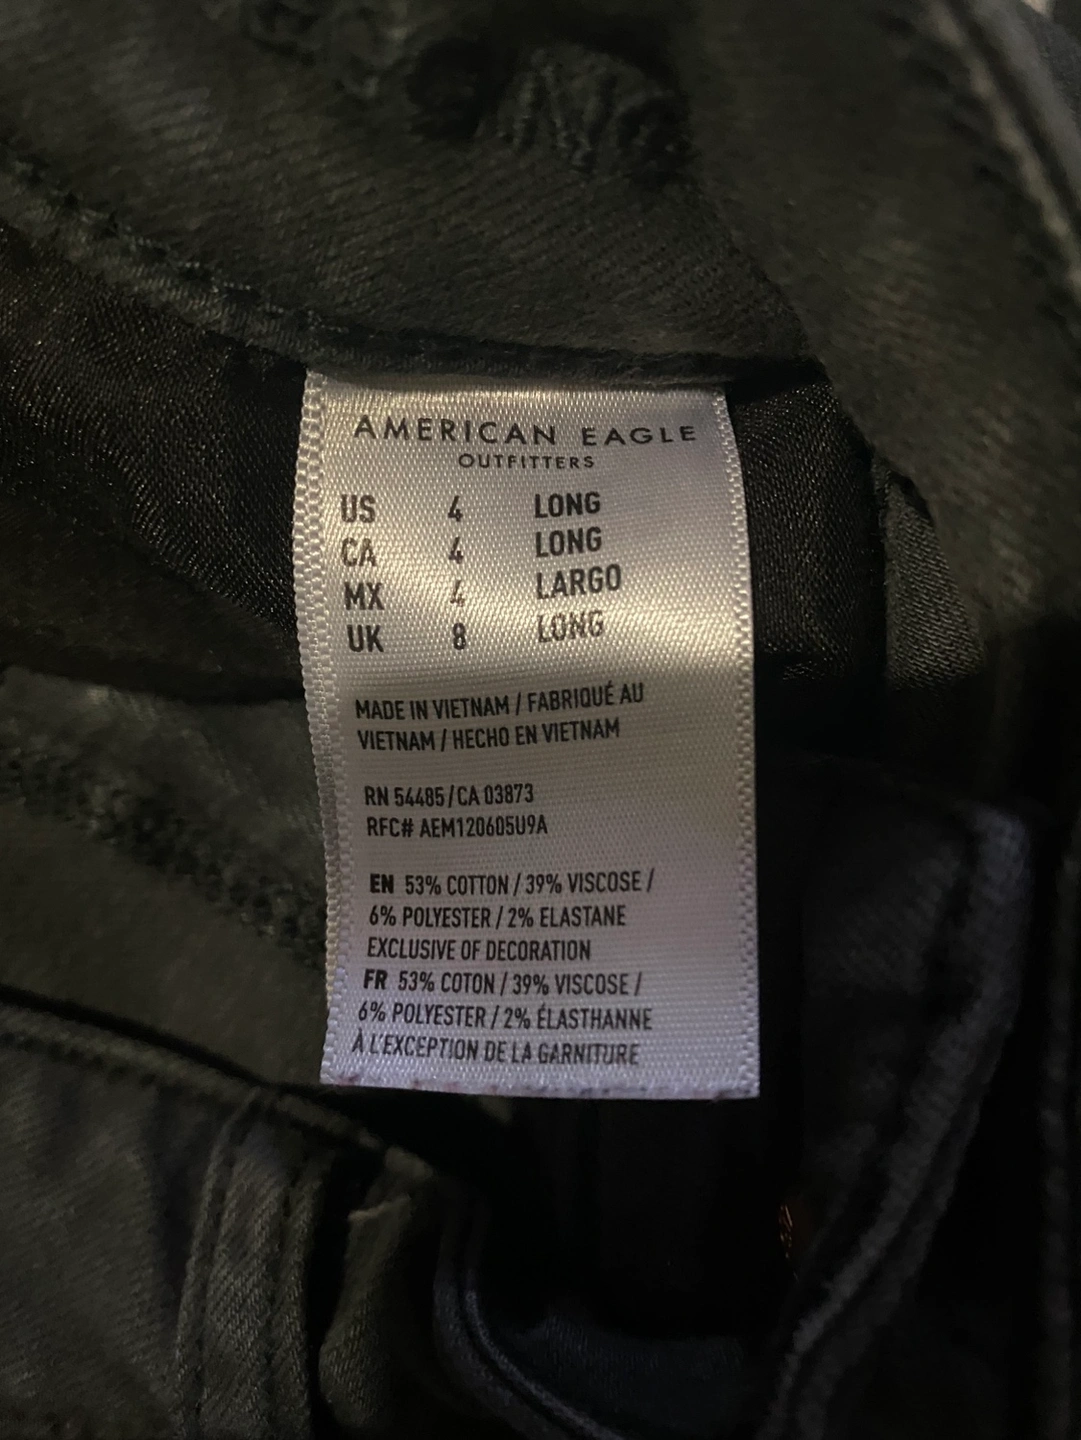 AMERICAN EAGLE
OUTFITTERS
US 4 LONG
CA 4 LONG
MX 4 LARGO
UK 8 LONG
MADE IN VIETNAM / FABRIQUÉ AU
VIETNAM / HECHO EN VIETNAM
RN 54485 / CA 03873
RFC# AEM120605U9A
EN 53% COTTON / 39% VISCOSE /
6% POLYESTER / 2% ELASTANE
EXCLUSIVE OF DECORATION
FR 53% COTON / 39% VISCOSE /
6% POLYESTER / 2% ÉLASTHANNE
À L'EXCEPTION DE LA GARNITURE